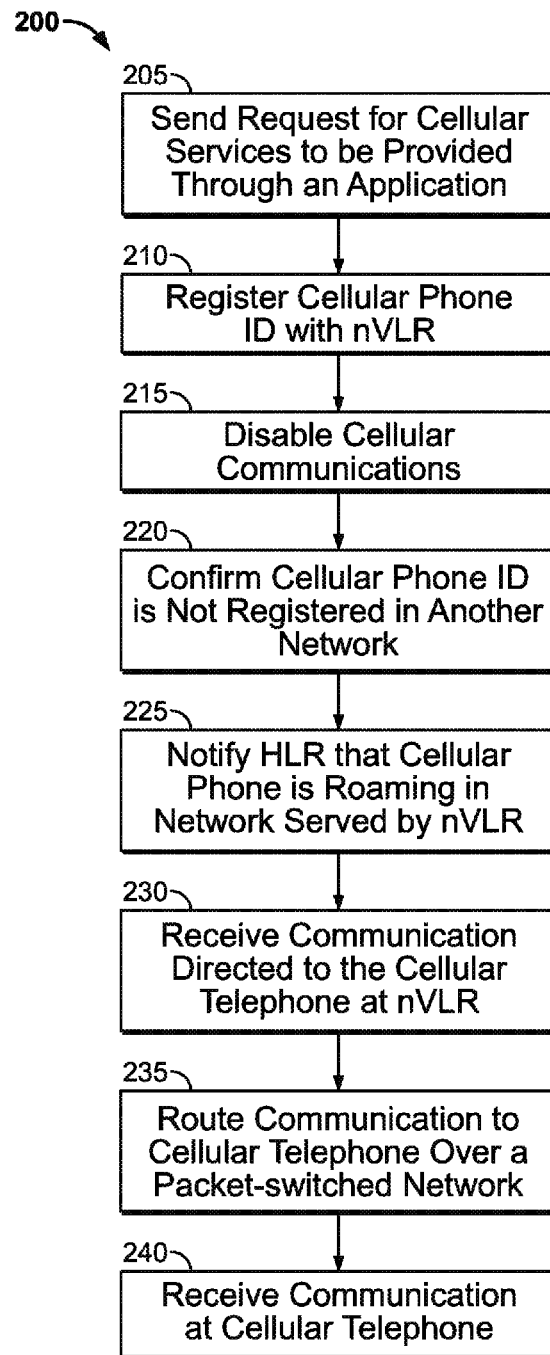 200
205
Send Request for Cellular
Services to be Provided
Through an Application
210
Register Cellular Phone
ID with nVLR
215
Disable Cellular
Communications
220
Confirm Cellular Phone ID
is Not Registered in Another
Network
225
Notify HLR that Cellular
Phone is Roaming in
Network Served by nVLR
230
Receive Communication
Directed to the Cellular
Telephone at nVLR
235
Route Communication to
Cellular Telephone Over a
Packet-switched Network
240
Receive Communication
at Cellular Telephone